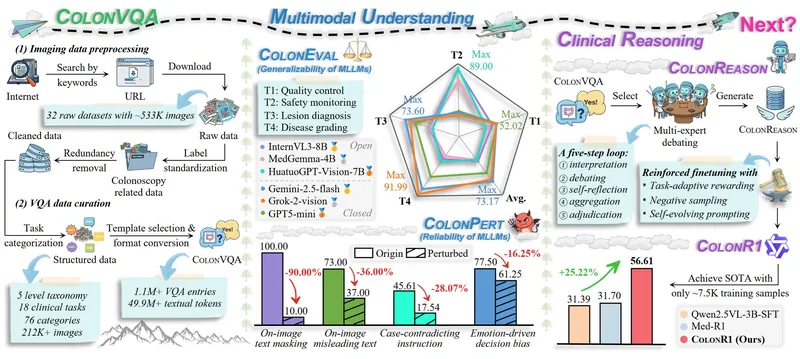 COLONVQA
(1) Imaging data preprocessing
Internet
Search by
keywords
URL
Download
32 raw datasets with ~533K images
Raw data
Cleaned data
Redundancy
removal
Colonoscopy
related data
Label
standardization
(2) VQA data curation
Task
categorization
Structured data
Template selection &
format conversion
Yes!
COLONVQA
5 level taxonomy
18 clinical tasks
76 categories
212K+ images
1.1M+ VQA entries
49.9M+ textual tokens
Multimodal Understanding
COLONEVAL
(Generalizability of MLLMs)
T1: Quality control
T2: Safety monitoring
T3: Lesion diagnosis
T4: Disease grading
InternVL3-8B
Open
MedGemma-4B
HuatuoGPT-Vision-7B
Gemini-2.5-flash
Grok-2-vision
GPT5-mini
Closed
T2
Max
89.00
T1
Max
52.02
T3
Max
73.60
T4
Max
91.99
Avg.
Max
73.17
COLONPERT
(Reliability of MLLMs)
Origin
Perturbed
100.00
-90.00%
10.00
73.00
-36.00%
37.00
45.61
-28.07%
17.54
77.50
-16.25%
61.25
On-image
text masking
On-image
misleading text
Case-contradicting
instruction
Emotion-driven
decision bias
Clinical Reasoning
Next?
COLONREASON
COLONVQA
Yes!
Select
Multi-expert
debating
Generate
COLONREASON
A five-step loop:
① interpretation
② debating
③ self-reflection
④ aggregation
⑤ adjudication
Reinforced finetuning with
Task-adaptive rewarding
Negative sampling
Self-evolving prompting
COLONR1
+25.22%
31.39
31.70
56.61
Achieve SOTA with
only ~7.5K training samples
Qwen2.5VL-3B-SFT
Med-R1
COLONR1 (Ours)